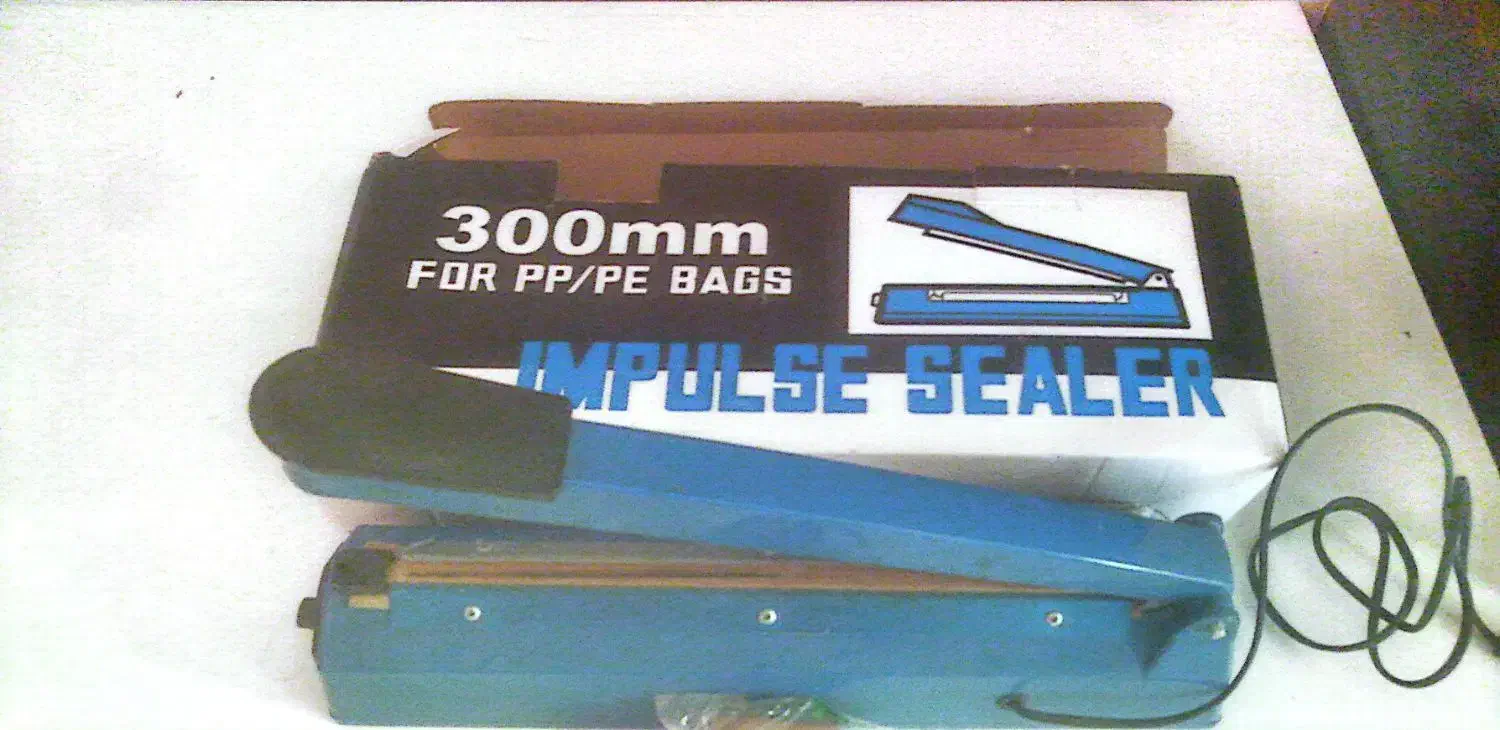 300mm
FOR PP/PE BAGS
IMPULSE SEALER